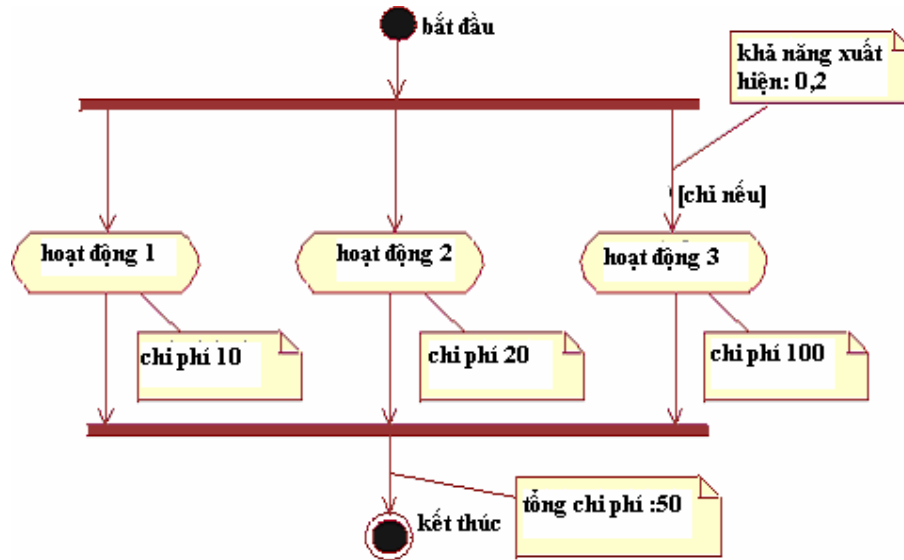 bắt đầu
khả năng xuất
hiện: 0,2
[chỉ nếu]
hoạt động 1
hoạt động 2
hoạt động 3
chi phí 10
chi phí 20
chi phí 100
tổng chi phí :50
kết thúc